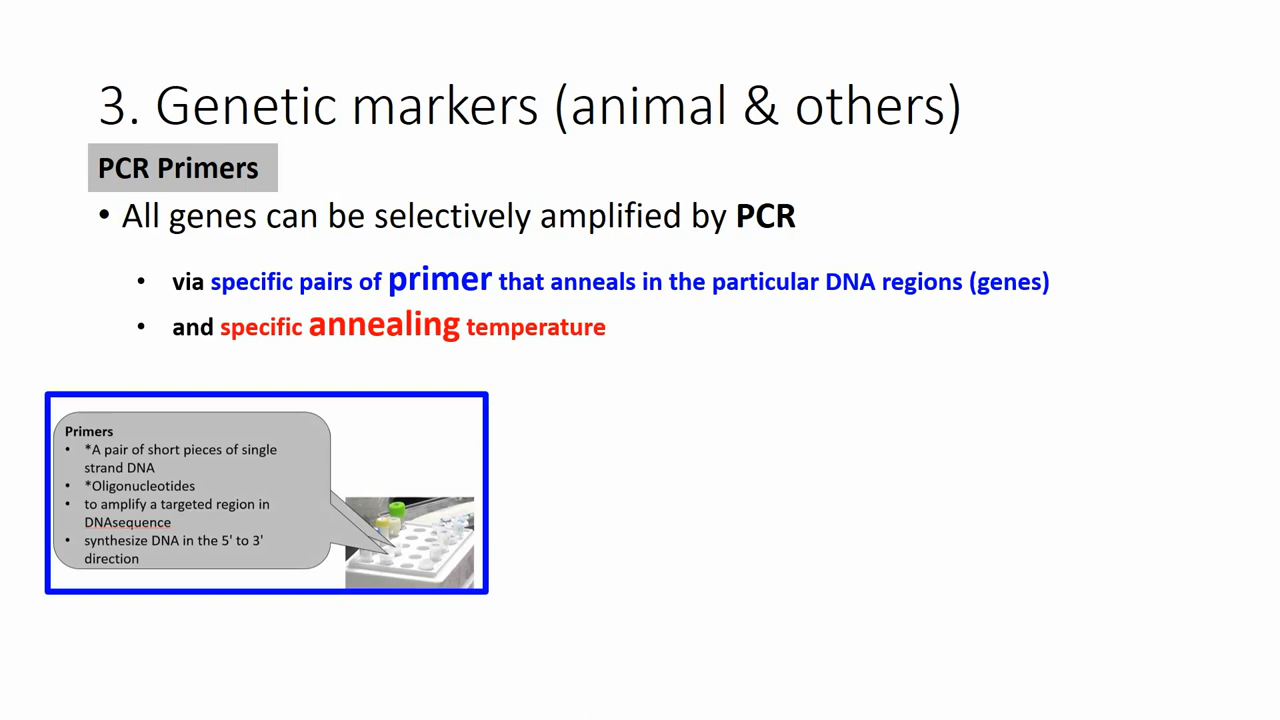 3. Genetic markers (animal & others)
PCR Primers
• All genes can be selectively amplified by PCR
• via specific pairs of primer that anneals in the particular DNA regions (genes)
• and specific annealing temperature
Primers
• *A pair of short pieces of single
strand DNA
• *Oligonucleotides
• to amplify a targeted region in
DNAsequence
• synthesize DNA in the 5' to 3'
direction